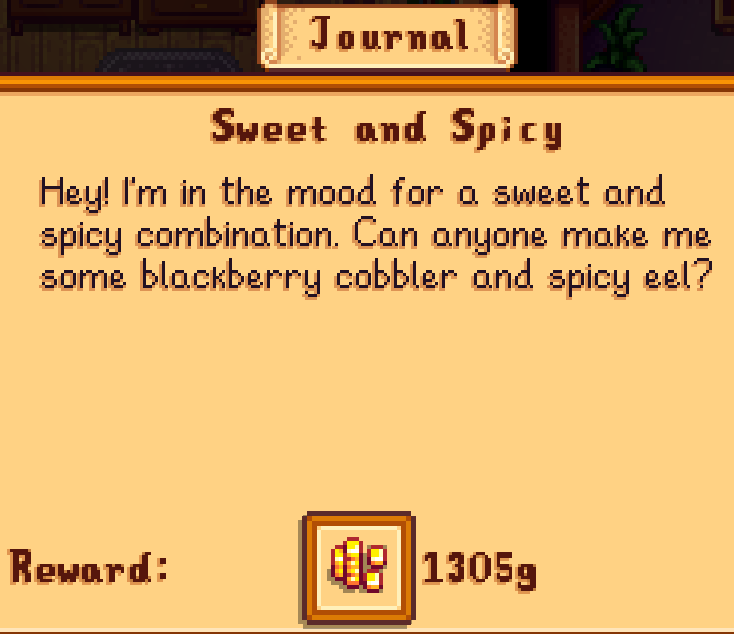 Journal
Sweet and Spicy
Hey! I'm in the mood for a sweet and
spicy combination. Can anyone make me
some blackberry cobbler and spicy eel?
Reward:
1305g